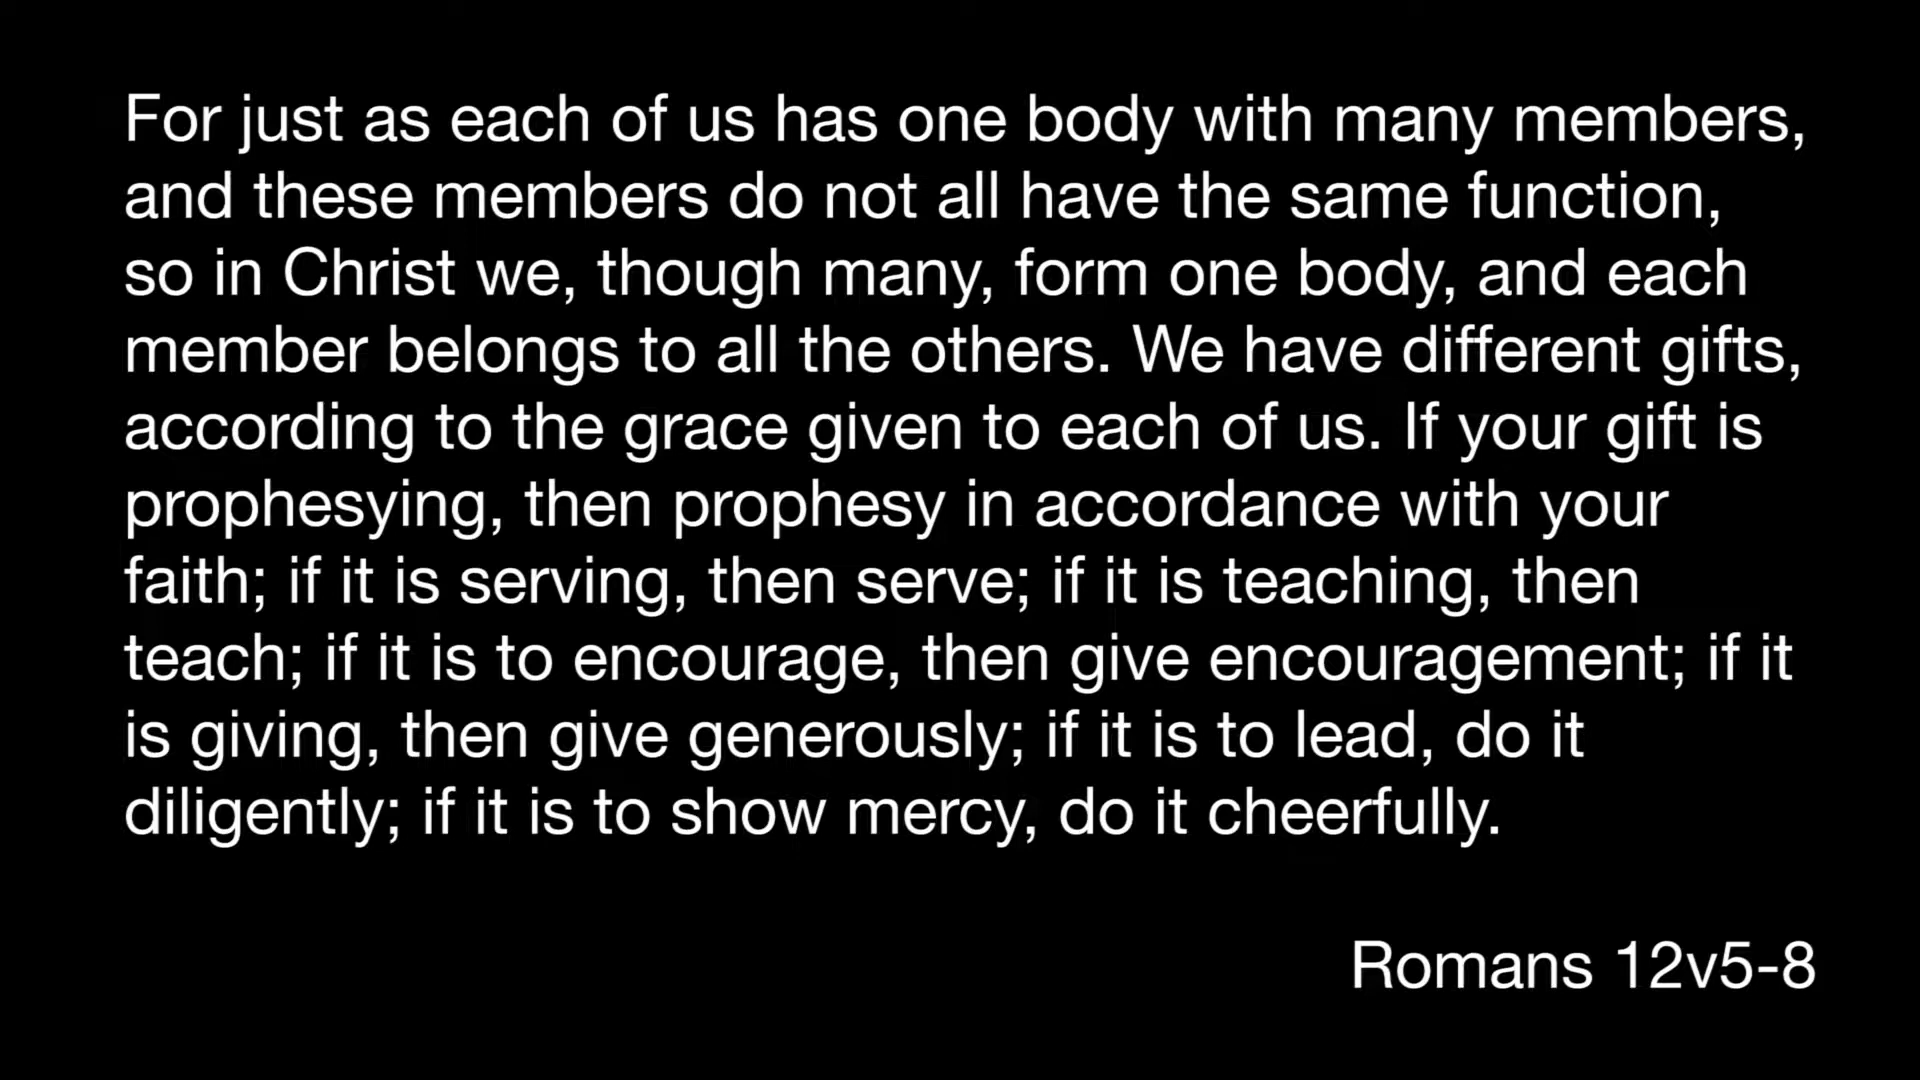 For just as each of us has one body with many members,
and these members do not all have the same function,
so in Christ we, though many, form one body, and each
member belongs to all the others. We have different gifts,
according to the grace given to each of us. If your gift is
prophesying, then prophesy in accordance with your
faith; if it is serving, then serve; if it is teaching, then
teach; if it is to encourage, then give encouragement; if it
is giving, then give generously; if it is to lead, do it
diligently; if it is to show mercy, do it cheerfully.
Romans 12v5-8